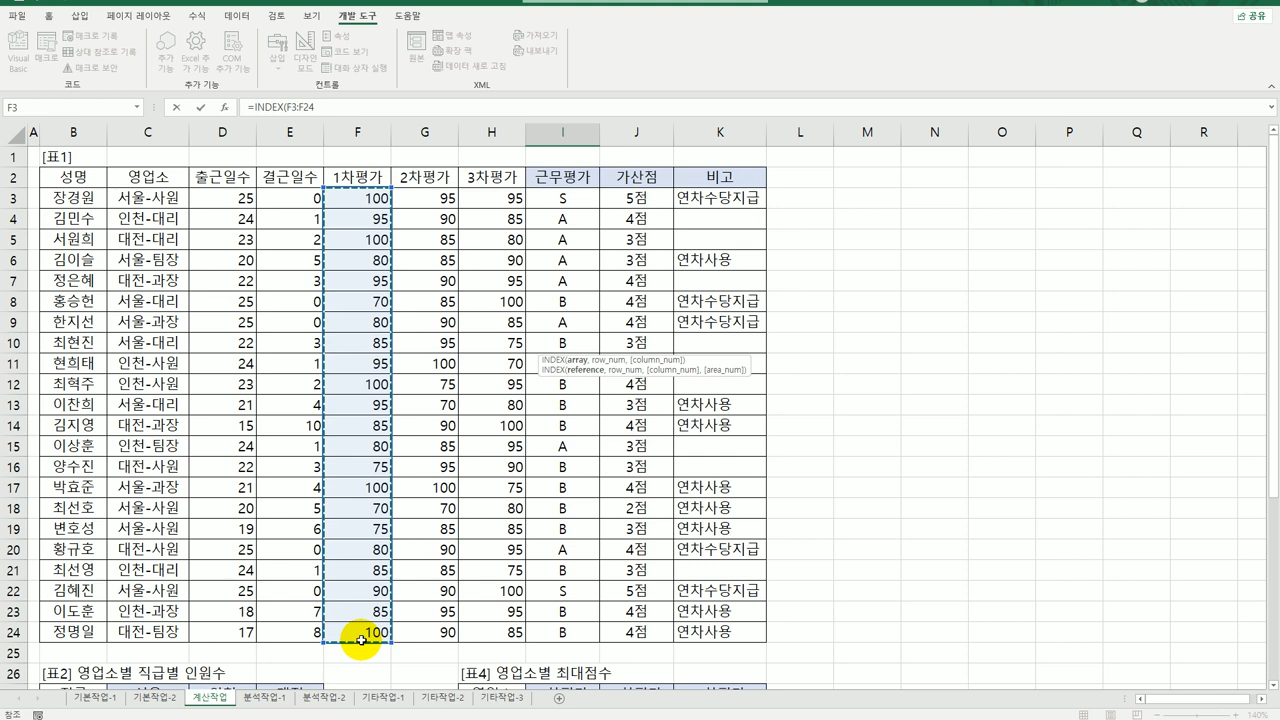 파일 홈 삽입 페이지 레이아웃 수식 데이터 검토 보기 개발 도구 도움말 공유
Visual Basic 매크로 매크로 기록 상대 참조로 기록 매크로 보안 추가 기능 Excel 추가 기능 COM 추가 기능 삽입 디자인 모드 속성 코드 보기 대화 상자 실행 원본 맵 속성 확장 팩 데이터 새로 고침 가져오기 내보내기
코드 추가 기능 컨트롤 XML
F3 fx =INDEX(F3:F24
A B C D E F G H I J K L M N O P Q R
1 [표1]
2 성명 영업소 출근일수 결근일수 1차평가 2차평가 3차평가 근무평가 가산점 비고
3 장경원 서울-사원 25 0 100 95 95 S 5점 연차수당지급
4 김민수 인천-대리 24 1 95 90 85 A 4점
5 서원희 대전-대리 23 2 100 85 80 A 3점
6 김이슬 서울-팀장 20 5 80 85 90 A 3점 연차사용
7 정은혜 대전-과장 22 3 95 90 95 A 4점
8 홍승헌 서울-대리 25 0 70 85 100 B 4점 연차수당지급
9 한지선 서울-과장 25 0 80 90 85 A 4점 연차수당지급
10 최현진 서울-대리 22 3 85 95 75 B 3점
11 현희태 인천-사원 24 1 95 100 70
INDEX(array, row_num, [column_num])
INDEX(reference, row_num, [column_num], [area_num])
12 최혁주 인천-사원 23 2 100 75 95 B 4점
13 이찬희 서울-대리 21 4 95 70 80 B 3점 연차사용
14 김지영 대전-과장 15 10 85 90 100 B 4점 연차사용
15 이상훈 인천-팀장 24 1 80 85 95 A 3점
16 양수진 대전-사원 22 3 75 95 90 B 3점
17 박효준 서울-과장 21 4 100 100 75 B 4점 연차사용
18 최선호 서울-사원 20 5 70 70 80 B 2점 연차사용
19 변호성 서울-사원 19 6 75 85 85 B 3점 연차사용
20 황규호 대전-사원 25 0 80 90 95 A 4점 연차수당지급
21 최선영 인천-대리 24 1 85 85 75 B 3점
22 김혜진 서울-사원 25 0 90 90 100 S 5점 연차수당지급
23 이도훈 인천-과장 18 7 85 95 95 B 4점 연차사용
24 정명일 대전-팀장 17 8 100 90 85 B 4점 연차사용
25
26 [표2] 영업소별 직급별 인원수 [표4] 영업소별 최대점수
기본작업-1 기본작업-2 계산작업 분석작업-1 분석작업-2 기타작업-1 기타작업-2 기타작업-3
참조 140%